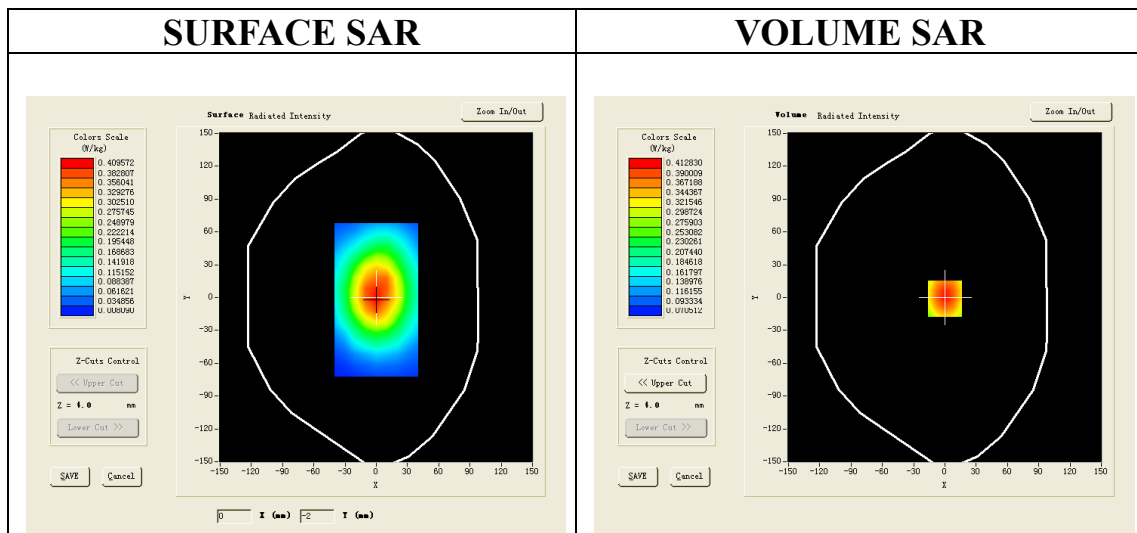 SURFACE SAR
VOLUME SAR
Surface Radiated Intensity
Zoom In/Out
Colors Scale
(W/kg)
0.409572
0.382807
0.356041
0.329276
0.302510
0.275745
0.248979
0.222214
0.195448
0.168683
0.141918
0.115152
0.088387
0.061621
0.034856
0.008090
Z-Cuts Control
<< Upper Cut
Z = 4.0 mm
Lower Cut >>
SAVE
Cancel
150
120
90
60
30
0
-30
-60
-90
-120
-150
Y
-150 -120 -90 -60 -30 0 30 60 90 120 150
X
0 X (mm) -2 Y (mm)
Volume Radiated Intensity
Zoom In/Out
Colors Scale
(W/kg)
0.412830
0.390009
0.367188
0.344367
0.321546
0.298724
0.275903
0.253082
0.230261
0.207440
0.184618
0.161797
0.138976
0.116155
0.093334
0.070512
Z-Cuts Control
<< Upper Cut
Z = 4.0 mm
Lower Cut >>
SAVE
Cancel
150
120
90
60
30
0
-30
-60
-90
-120
-150
Y
-150 -120 -90 -60 -30 0 30 60 90 120 150
X